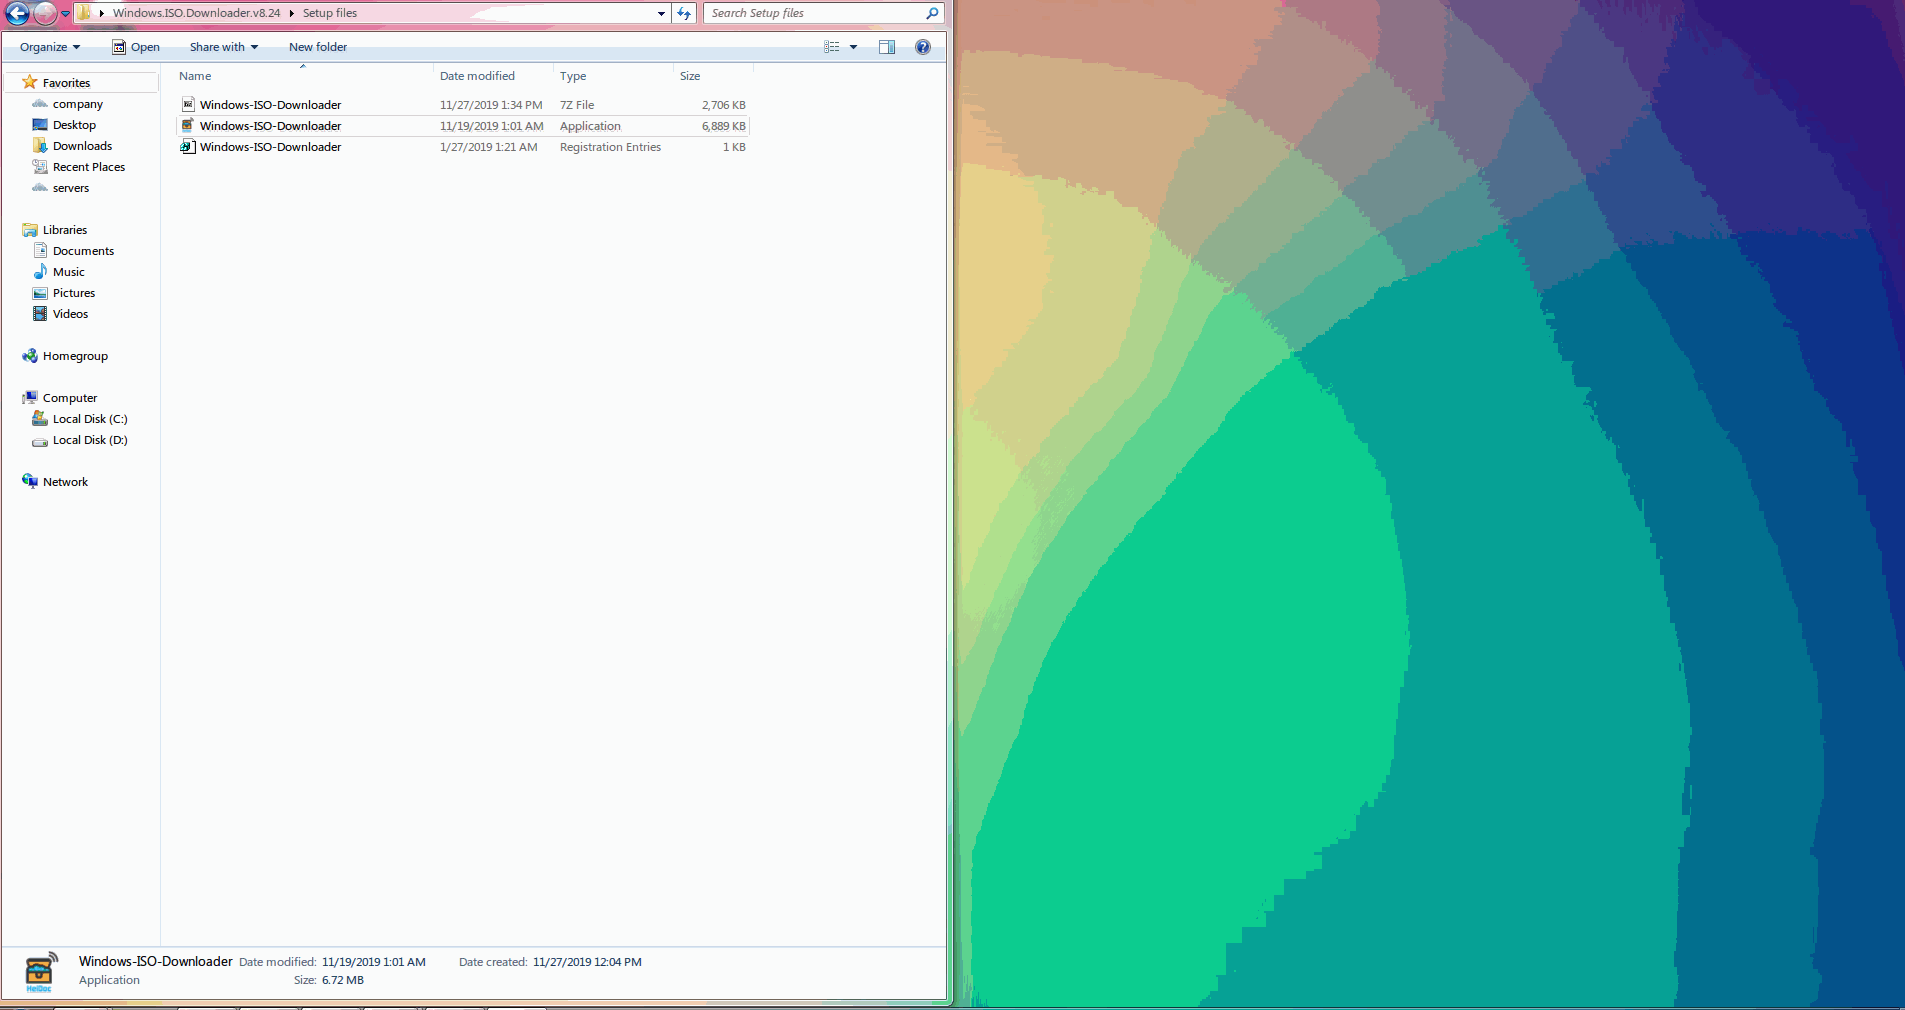 Windows.ISO.Downloader.v8.24 Setup files Search Setup files
Organize Open Share with New folder
Name Date modified Type Size
Favorites
company
Desktop
Downloads
Recent Places
servers
Libraries
Documents
Music
Pictures
Videos
Homegroup
Computer
Local Disk (C:)
Local Disk (D:)
Network
Windows-ISO-Downloader 11/27/2019 1:34 PM 7Z File 2,706 KB
Windows-ISO-Downloader 11/19/2019 1:01 AM Application 6,889 KB
Windows-ISO-Downloader 1/27/2019 1:21 AM Registration Entries 1 KB
Windows-ISO-Downloader Date modified: 11/19/2019 1:01 AM Date created: 11/27/2019 12:04 PM
Application Size: 6.72 MB
HeiDoc